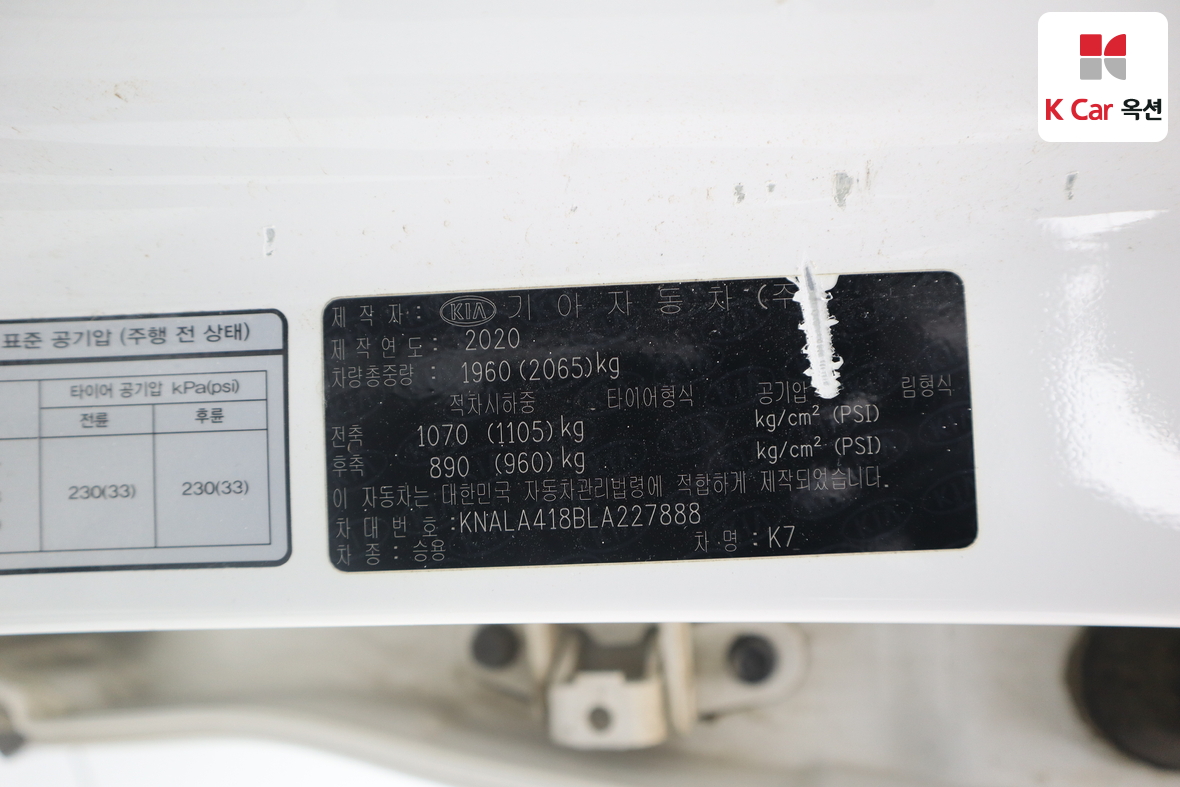 K Car 옥션
표준 공기압 (주행 전 상태)
타이어 공기압 kPa(psi)
전륜 후륜
230(33) 230(33)
제 작 자 : KIA 기 아 자 동 차 (주
제 작 연 도 : 2020
차량총중량 : 1960 (2065)kg
적차시하중 타이어형식 공기압 림형식
전축 1070 (1105) kg kg/cm² (PSI)
후축 890 (960) kg kg/cm² (PSI)
이 자동차는 대한민국 자동차관리법령에 적합하게 제작되었습니다.
차 대 번 호 :KNALA418BLA227888
차 종 : 승용 차 명 : K7